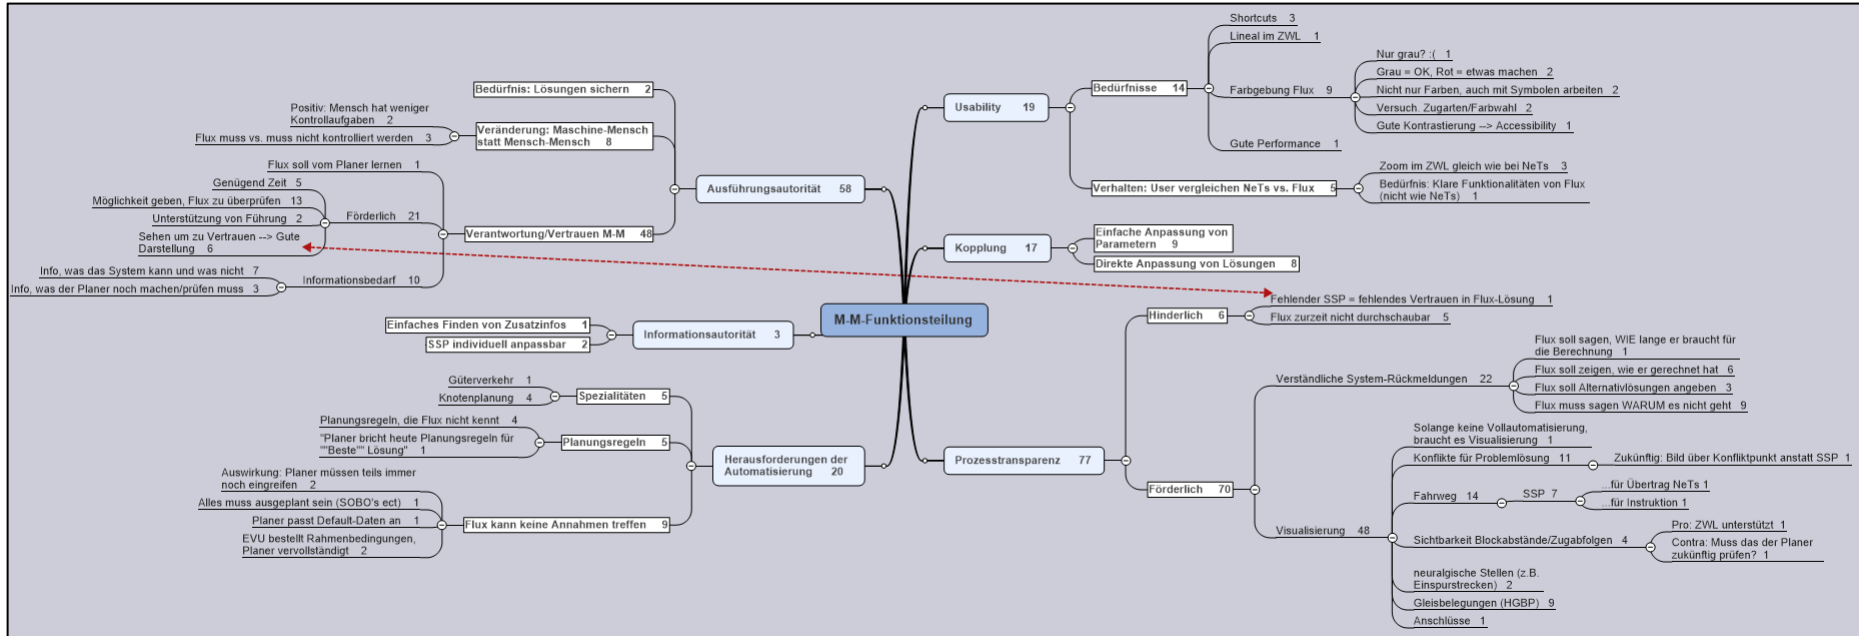 M-M-Funktionsteilung
Ausführungsautorität 58
Bedürfnis: Lösungen sichern 2
Veränderung: Maschine-Mensch
statt Mensch-Mensch 8
Positiv: Mensch hat weniger
Kontrollaufgaben 2
Flux muss vs. muss nicht kontrolliert werden 3
Verantwortung/Vertrauen M-M 48
Flux soll vom Planer lernen 1
Förderlich 21
Genügend Zeit 5
Möglichkeit geben, Flux zu überprüfen 13
Unterstützung von Führung 2
Sehen um zu Vertrauen --> Gute
Darstellung 6
Informationsbedarf 10
Info, was das System kann und was nicht 7
Info, was der Planer noch machen/prüfen muss 3
Informationsautorität 3
Einfaches Finden von Zusatzinfos 1
SSP individuell anpassbar 2
Herausforderungen der
Automatisierung 20
Spezialitäten 5
Güterverkehr 1
Knotenplanung 4
Planungsregeln 5
Planungsregeln, die Flux nicht kennt 4
"Planer bricht heute Planungsregeln für
""Beste"" Lösung" 1
Flux kann keine Annahmen treffen 9
Auswirkung: Planer müssen teils immer
noch eingreifen 2
Alles muss ausgeplant sein (SOBO's ect) 1
Planer passt Default-Daten an 1
EVU bestellt Rahmenbedingungen,
Planer vervollständigt 2
Usability 19
Bedürfnisse 14
Shortcuts 3
Lineal im ZWL 1
Farbgebung Flux 9
Nur grau? :( 1
Grau = OK, Rot = etwas machen 2
Nicht nur Farben, auch mit Symbolen arbeiten 2
Versuch. Zugarten/Farbwahl 2
Gute Kontrastierung --> Accessibility 1
Gute Performance 1
Verhalten: User vergleichen NeTs vs. Flux 5
Zoom im ZWL gleich wie bei NeTs 3
Bedürfnis: Klare Funktionalitäten von Flux
(nicht wie NeTs) 1
Kopplung 17
Einfache Anpassung von
Parametern 9
Direkte Anpassung von Lösungen 8
Prozesstransparenz 77
Hinderlich 6
Fehlender SSP = fehlendes Vertrauen in Flux-Lösung 1
Flux zurzeit nicht durchschaubar 5
Förderlich 70
Verständliche System-Rückmeldungen 22
Flux soll sagen, WIE lange er braucht für
die Berechnung 1
Flux soll zeigen, wie er gerechnet hat 6
Flux soll Alternativlösungen angeben 3
Flux muss sagen WARUM es nicht geht 9
Visualisierung 48
Solange keine Vollautomatisierung,
braucht es Visualisierung 1
Konflikte für Problemlösung 11
Zukünftig: Bild über Konfliktpunkt anstatt SSP 1
Fahrweg 14
SSP 7
...für Übertrag NeTs 1
...für Instruktion 1
Sichtbarkeit Blockabstände/Zugabfolgen 4
Pro: ZWL unterstützt 1
Contra: Muss das der Planer
zukünftig prüfen? 1
neuralgische Stellen (z.B.
Einspurstrecken) 2
Gleisbelegungen (HGBP) 9
Anschlüsse 1